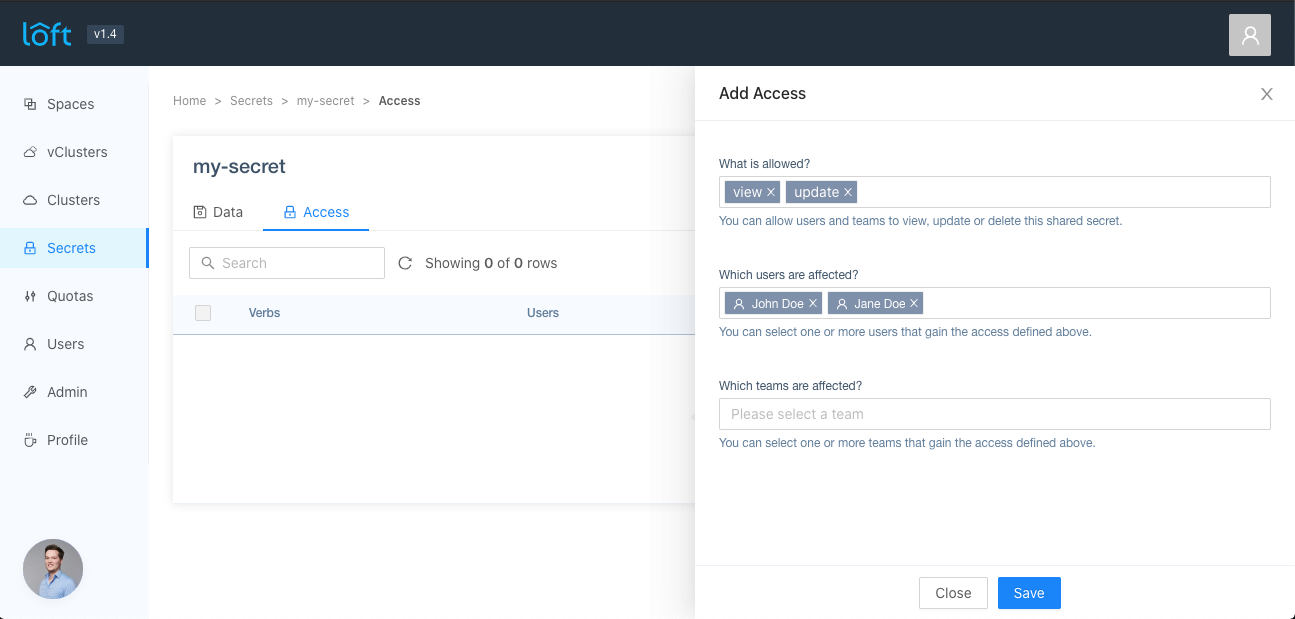 loft v1.4
Spaces
vClusters
Clusters
Secrets
Quotas
Users
Admin
Profile
Home > Secrets > my-secret > Access
my-secret
Data Access
Search Showing 0 of 0 rows
Verbs Users
Add Access
What is allowed?
view update
You can allow users and teams to view, update or delete this shared secret.
Which users are affected?
John Doe Jane Doe
You can select one or more users that gain the access defined above.
Which teams are affected?
Please select a team
You can select one or more teams that gain the access defined above.
Close Save